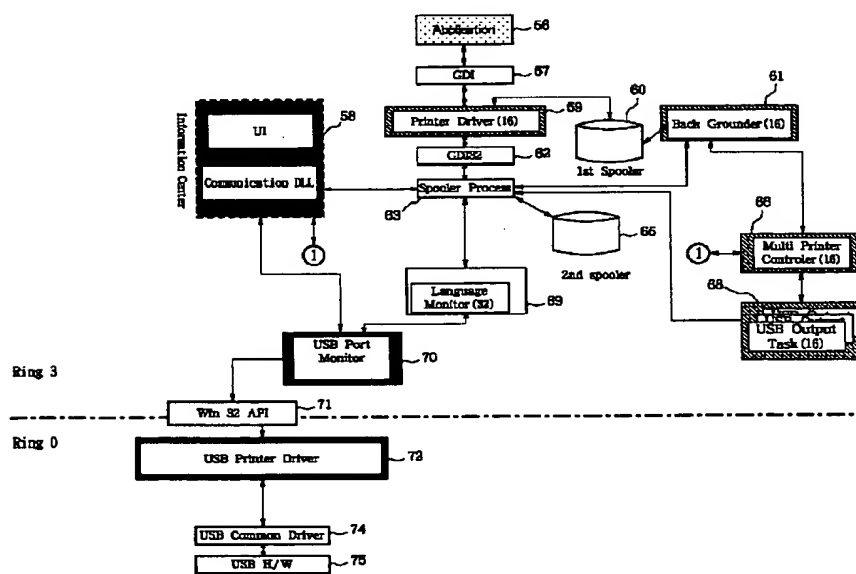 Application
56
GDI
57
Printer Driver (16)
59
60
1st Spooler
61
Back Grounder (16)
GDI32
62
Information Center
UI
Communication DLL
58
Spooler Process
63
65
2nd spooler
1
66
1
Multi Printer
Controler (16)
Language
Monitor (32)
69
68
USB Output
Task (16)
USB Port
Monitor
70
Ring 3
Win 32 API
71
Ring 0
USB Printer Driver
72
USB Common Driver
74
USB H/W
75